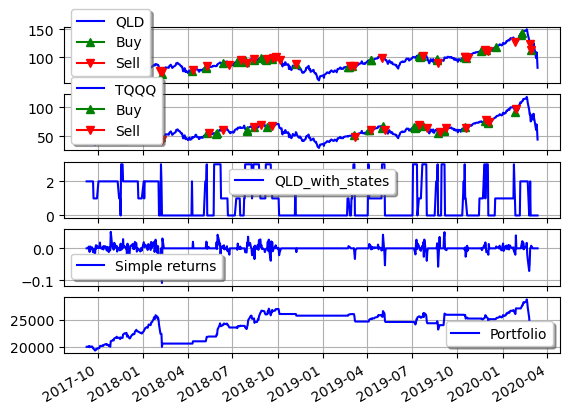 150
100
QLD
Buy
Sell
100
50
TQQQ
Buy
Sell
2
0
QLD_with_states
0.0
−0.1
Simple returns
25000
20000
Portfolio
2017-10
2018-01
2018-04
2018-07
2018-10
2019-01
2019-04
2019-07
2019-10
2020-01
2020-04